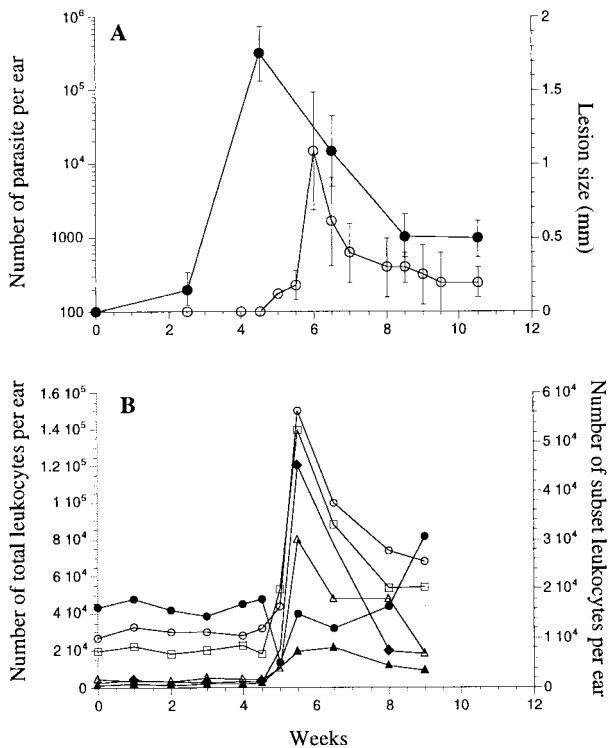 A
Number of parasite per ear
10^6
10^5
10^4
1000
100
Lesion size (mm)
2
1.5
1
0.5
0
0 2 4 6 8 10 12
B
Number of total leukocytes per ear
1.6 10^5
1.4 10^5
1.2 10^5
1 10^5
8 10^4
6 10^4
4 10^4
2 10^4
0
Number of subset leukocytes per ear
6 10^4
5 10^4
4 10^4
3 10^4
2 10^4
1 10^4
0
0 2 4 6 8 10 12
Weeks